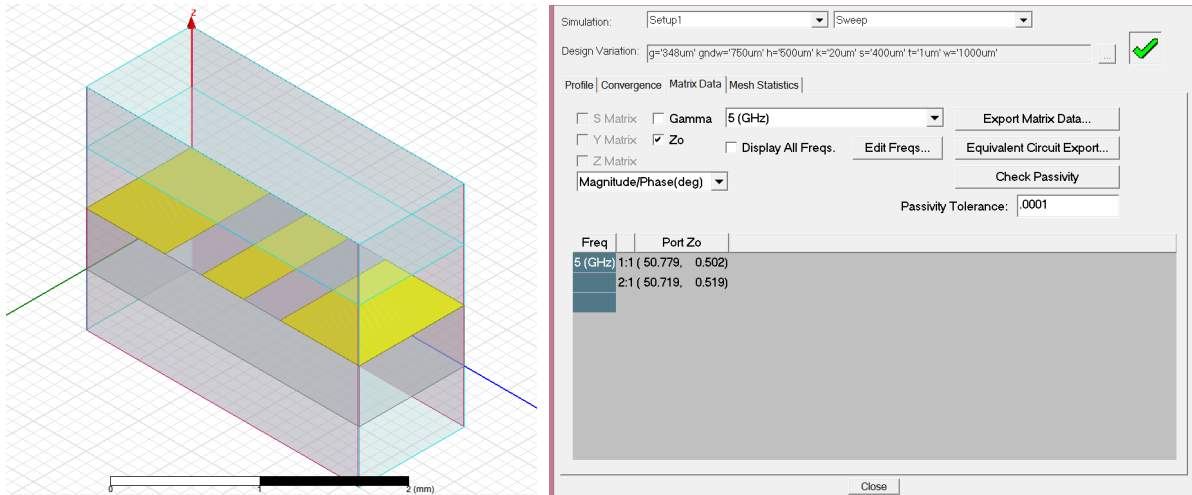 z
0
1
2 (mm)
Simulation: Setup1 Sweep
Design Variation: g='348um' gndw='750um' h='500um' k='20um' s='400um' t='1um' w='1000um' ...
Profile Convergence Matrix Data Mesh Statistics
S Matrix Gamma 5 (GHz) Export Matrix Data...
Y Matrix Zo Display All Freqs. Edit Freqs... Equivalent Circuit Export...
Z Matrix
Magnitude/Phase(deg) Check Passivity
Passivity Tolerance: .0001
Freq Port Zo
5 (GHz) 1:1 ( 50.779, 0.502)
2:1 ( 50.719, 0.519)
Close